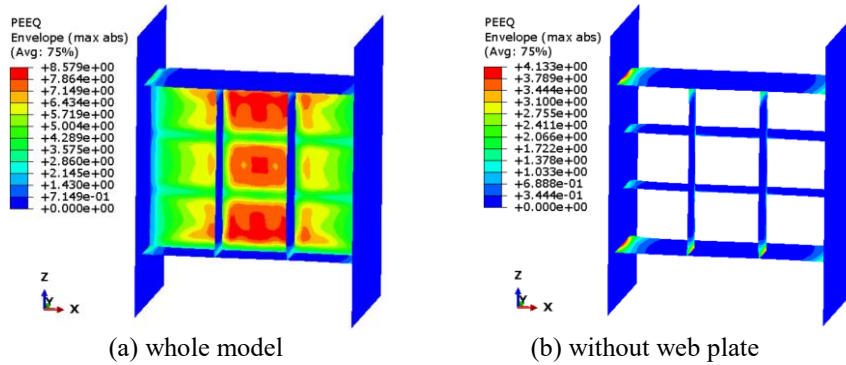 PEEQ
Envelope (max abs)
(Avg: 75%)
+8.579e+00
+7.864e+00
+7.149e+00
+6.434e+00
+5.719e+00
+5.004e+00
+4.289e+00
+3.575e+00
+2.860e+00
+2.145e+00
+1.430e+00
+7.149e-01
+0.000e+00
Z
Y
X
(a) whole model
PEEQ
Envelope (max abs)
(Avg: 75%)
+4.133e+00
+3.789e+00
+3.444e+00
+3.100e+00
+2.755e+00
+2.411e+00
+2.066e+00
+1.722e+00
+1.378e+00
+1.033e+00
+6.888e-01
+3.444e-01
+0.000e+00
Z
Y
X
(b) without web plate